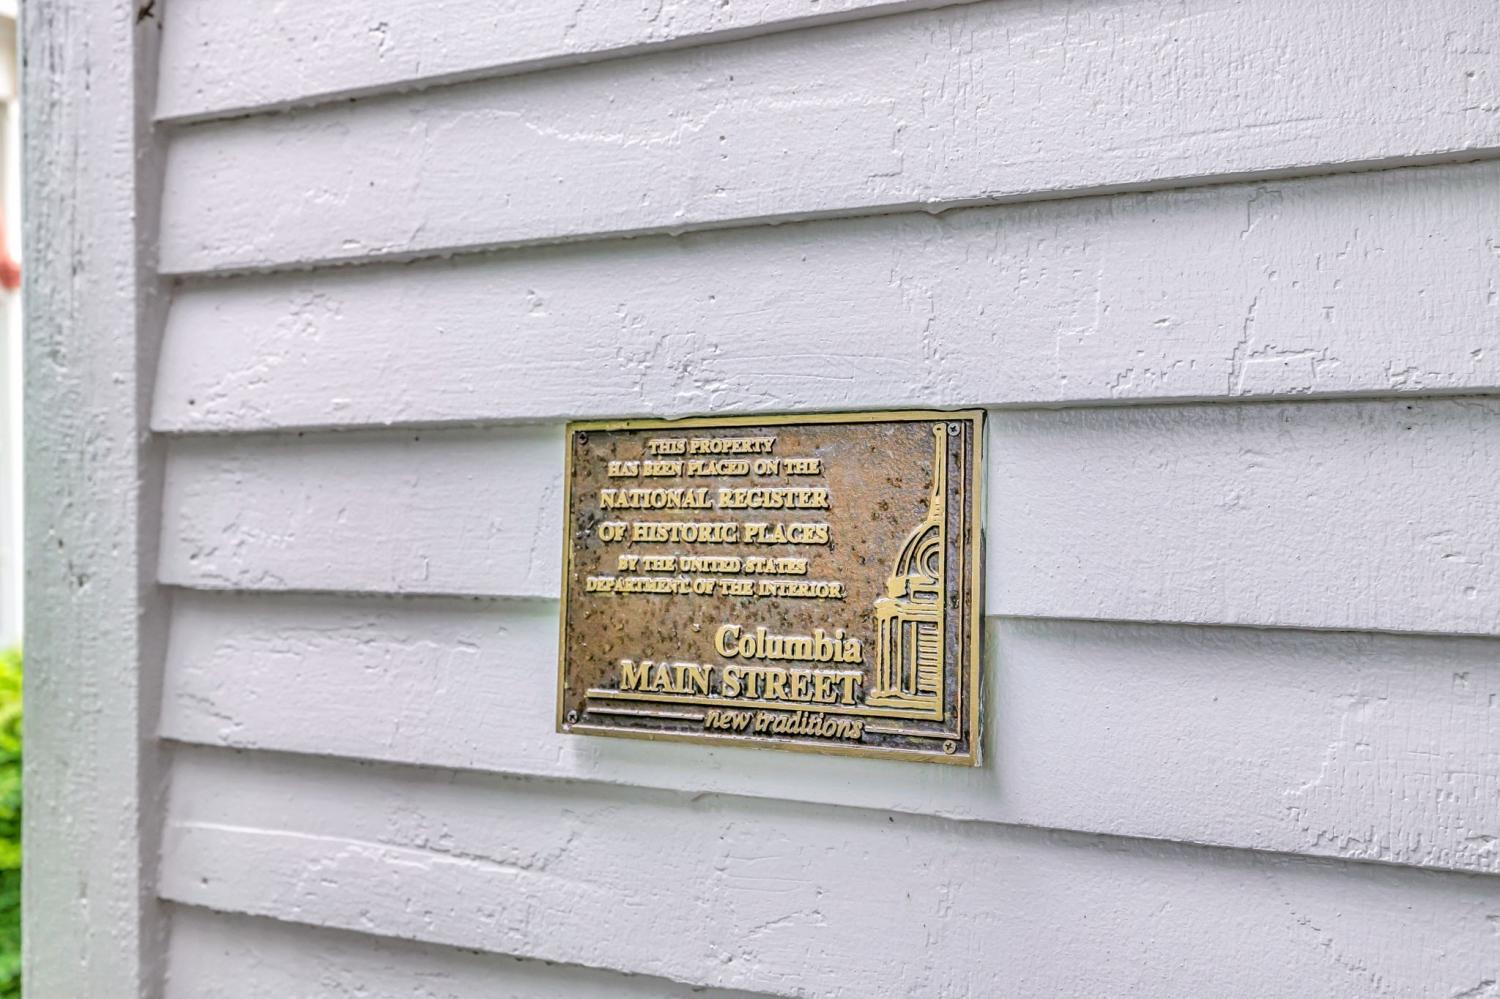 THIS PROPERTY
HAS BEEN PLACED ON THE
NATIONAL REGISTER
OF HISTORIC PLACES
BY THE UNITED STATES
DEPARTMENT OF THE INTERIOR
Columbia
MAIN STREET
new traditions